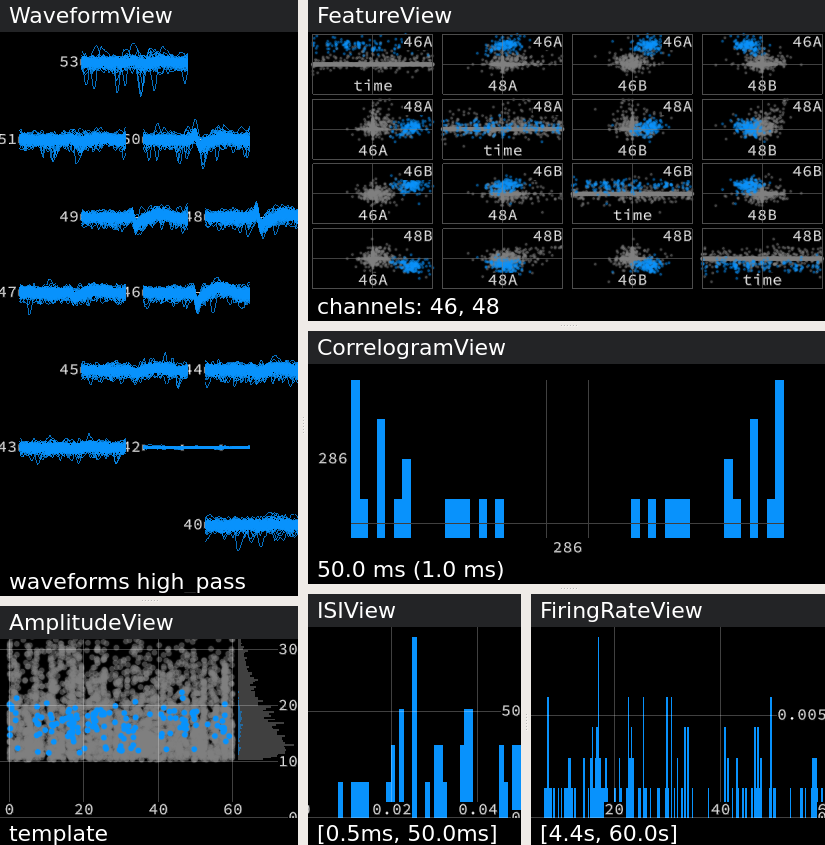 WaveformView
53
51 50
49 48
47 46
45 44
43 42
40
waveforms high_pass
AmplitudeView
30
20
10
0
0 20 40 60
template
FeatureView
46A 46A 46A 46A
time 48A 46B 48B
48A 48A 48A 48A
46A time 46B 48B
46B 46B 46B 46B
46A 48A time 48B
48B 48B 48B 48B
46A 48A 46B time
channels: 46, 48
CorrelogramView
286
286
50.0 ms (1.0 ms)
ISIView
50
0 0.02 0.04 0
[0.5ms, 50.0ms]
FiringRateView
0.005
20 40 6
[4.4s, 60.0s]